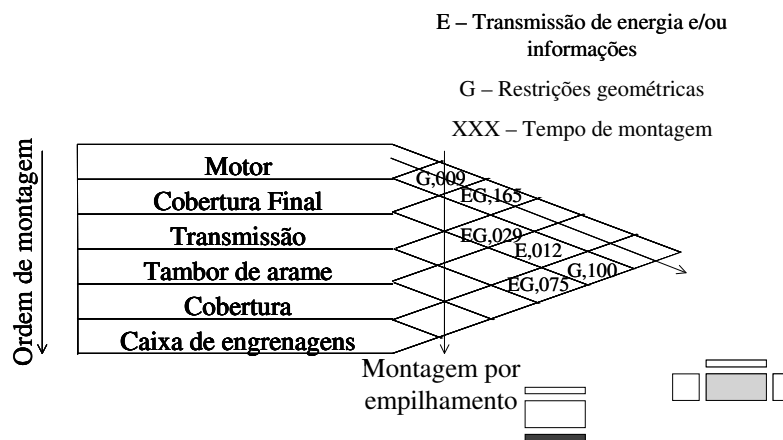 E – Transmissão de energia e/ou
informações
G – Restrições geométricas
XXX – Tempo de montagem
Ordem de montagem
Motor
Cobertura Final
Transmissão
Tambor de arame
Cobertura
Caixa de engrenagens
G,009
EG,165
EG,029
E,012
G,100
EG,075
Montagem por
empilhamento